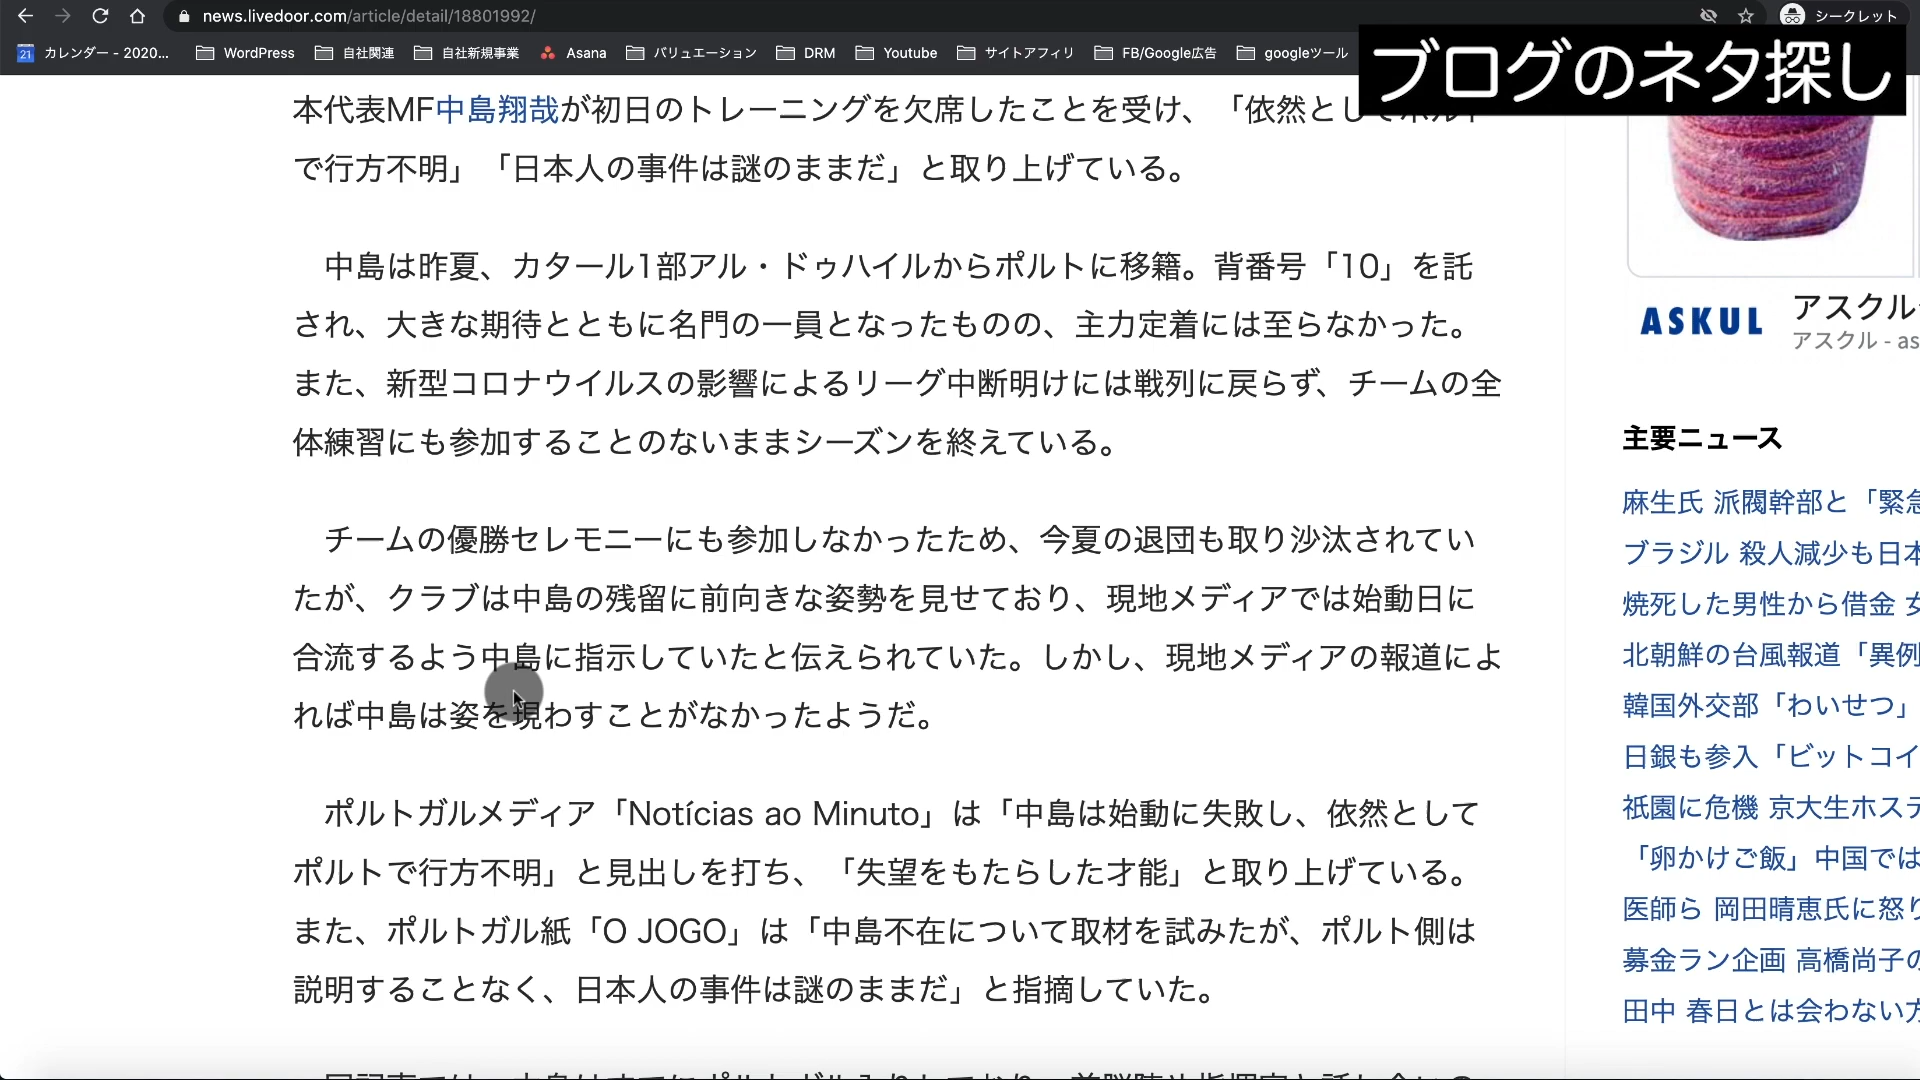 news.livedoor.com/article/detail/18801992/
シークレット
21 カレンダー - 2020... WordPress 自社関連 自社新規事業 Asana バリュエーション DRM Youtube サイトアフィリ FB/Google広告 googleツール
ブログのネタ探し
本代表MF中島翔哉が初日のトレーニングを欠席したことを受け、「依然としてポルト
で行方不明」「日本人の事件は謎のままだ」と取り上げている。
中島は昨夏、カタール1部アル・ドゥハイルからポルトに移籍。背番号「10」を託
され、大きな期待とともに名門の一員となったものの、主力定着には至らなかった。
また、新型コロナウイルスの影響によるリーグ中断明けには戦列に戻らず、チームの全
体練習にも参加することのないままシーズンを終えている。
チームの優勝セレモニーにも参加しなかったため、今夏の退団も取り沙汰されてい
たが、クラブは中島の残留に前向きな姿勢を見せており、現地メディアでは始動日に
合流するよう中島に指示していたと伝えられていた。しかし、現地メディアの報道によ
れば中島は姿を現わすことがなかったようだ。
ポルトガルメディア「Notícias ao Minuto」は「中島は始動に失敗し、依然として
ポルトで行方不明」と見出しを打ち、「失望をもたらした才能」と取り上げている。
また、ポルトガル紙「O JOGO」は「中島不在について取材を試みたが、ポルト側は
説明することなく、日本人の事件は謎のままだ」と指摘していた。
ASKUL
アスクル
アスクル - as
主要ニュース
麻生氏 派閥幹部と「緊急
ブラジル 殺人減少も日本
焼死した男性から借金 女
北朝鮮の台風報道「異例
韓国外交部「わいせつ」
日銀も参入「ビットコイ
祇園に危機 京大生ホステ
「卵かけご飯」中国では
医師ら 岡田晴恵氏に怒り
募金ラン企画 高橋尚子の
田中 春日とは会わない方